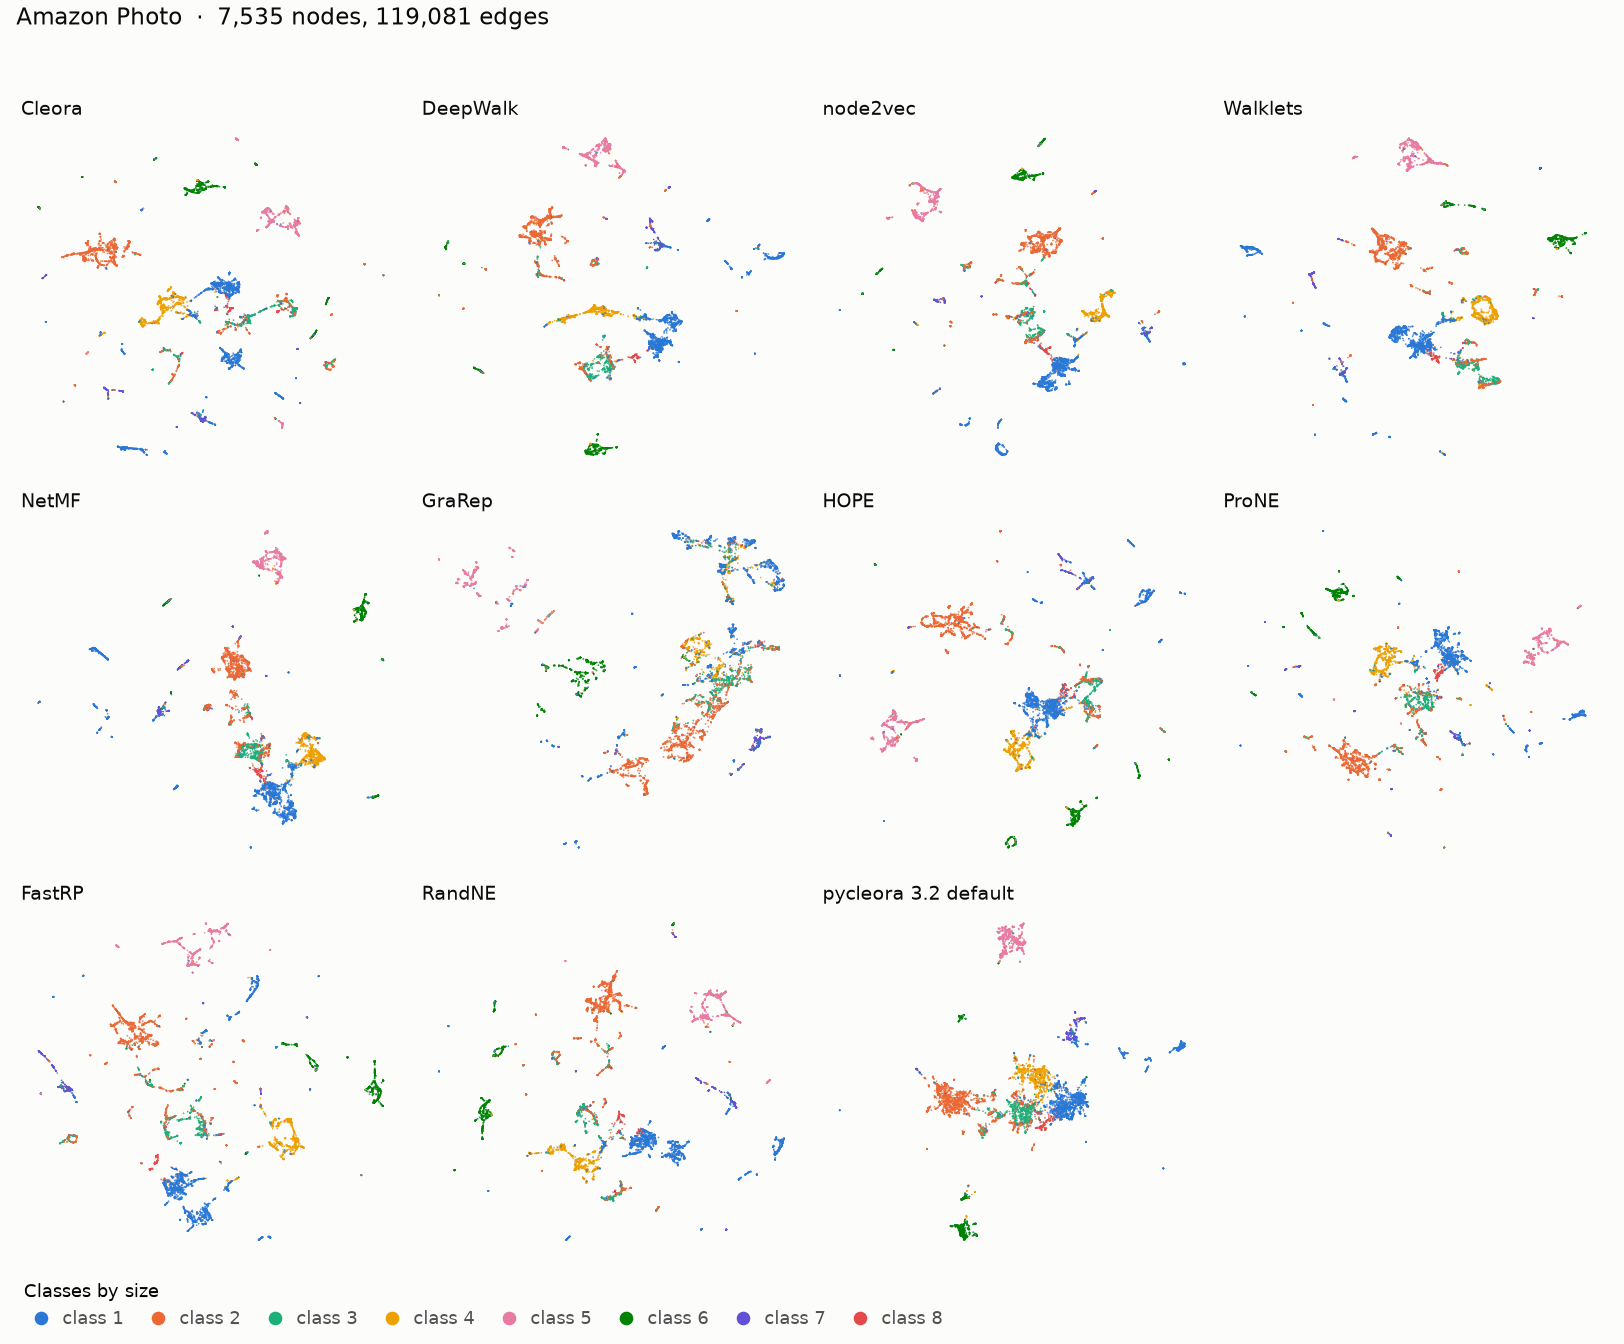 Amazon Photo · 7,535 nodes, 119,081 edges
Cleora
DeepWalk
node2vec
Walklets
NetMF
GraRep
HOPE
ProNE
FastRP
RandNE
pycleora 3.2 default
Classes by size
class 1
class 2
class 3
class 4
class 5
class 6
class 7
class 8